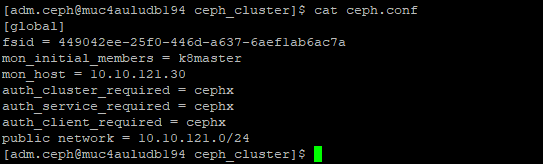 [adm.ceph@muc4auludb194 ceph_cluster]$ cat ceph.conf
[global]
fsid = 449042ee-25f0-446d-a637-6aef1ab6ac7a
mon_initial_members = k8master
mon_host = 10.10.121.30
auth_cluster_required = cephx
auth_service_required = cephx
auth_client_required = cephx
public network = 10.10.121.0/24
[adm.ceph@muc4auludb194 ceph_cluster]$